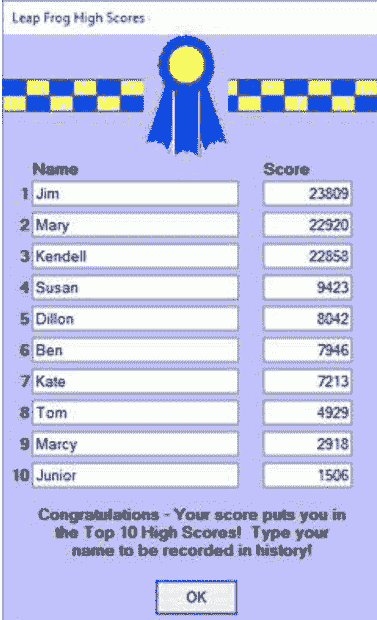 Leap Frog High Scores
Name Score
1 Jim 23809
2 Mary 22920
3 Kendell 22858
4 Susan 9423
5 Dillon 8042
6 Ben 7946
7 Kate 7213
8 Tom 4929
9 Marcy 2918
10 Junior 1506
Congratulations - Your score puts you in
the Top 10 High Scores! Type your
name to be recorded in history!
OK